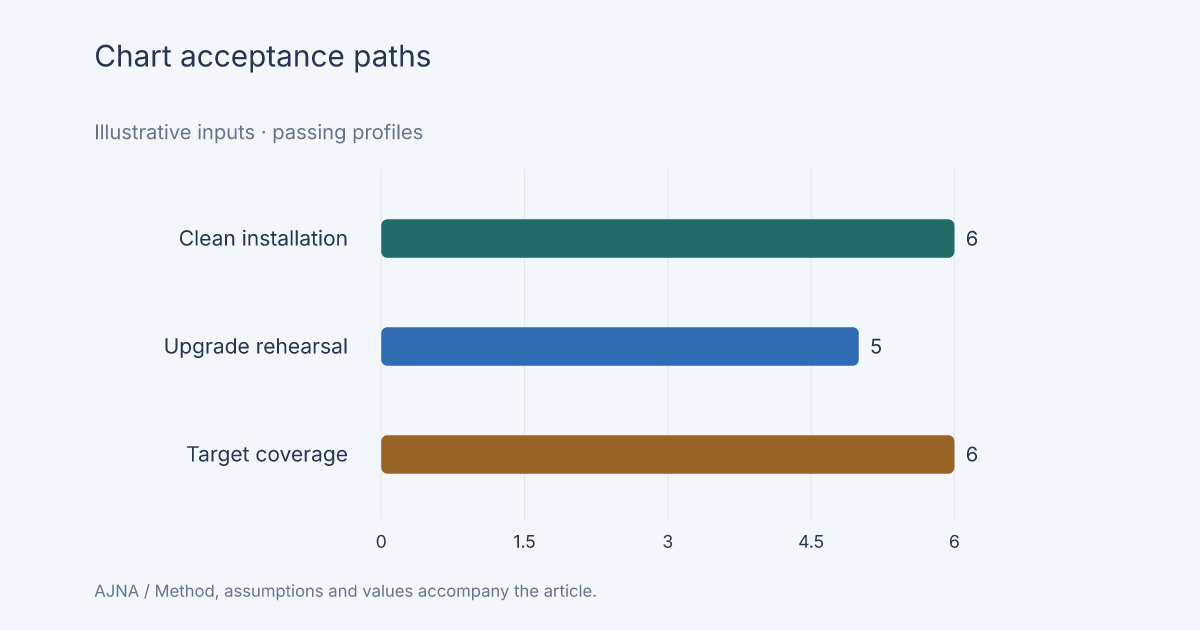 Chart acceptance paths
Illustrative inputs · passing profiles
Clean installation 6
Upgrade rehearsal 5
Target coverage 6
0 1.5 3 4.5 6
AJNA / Method, assumptions and values accompany the article.